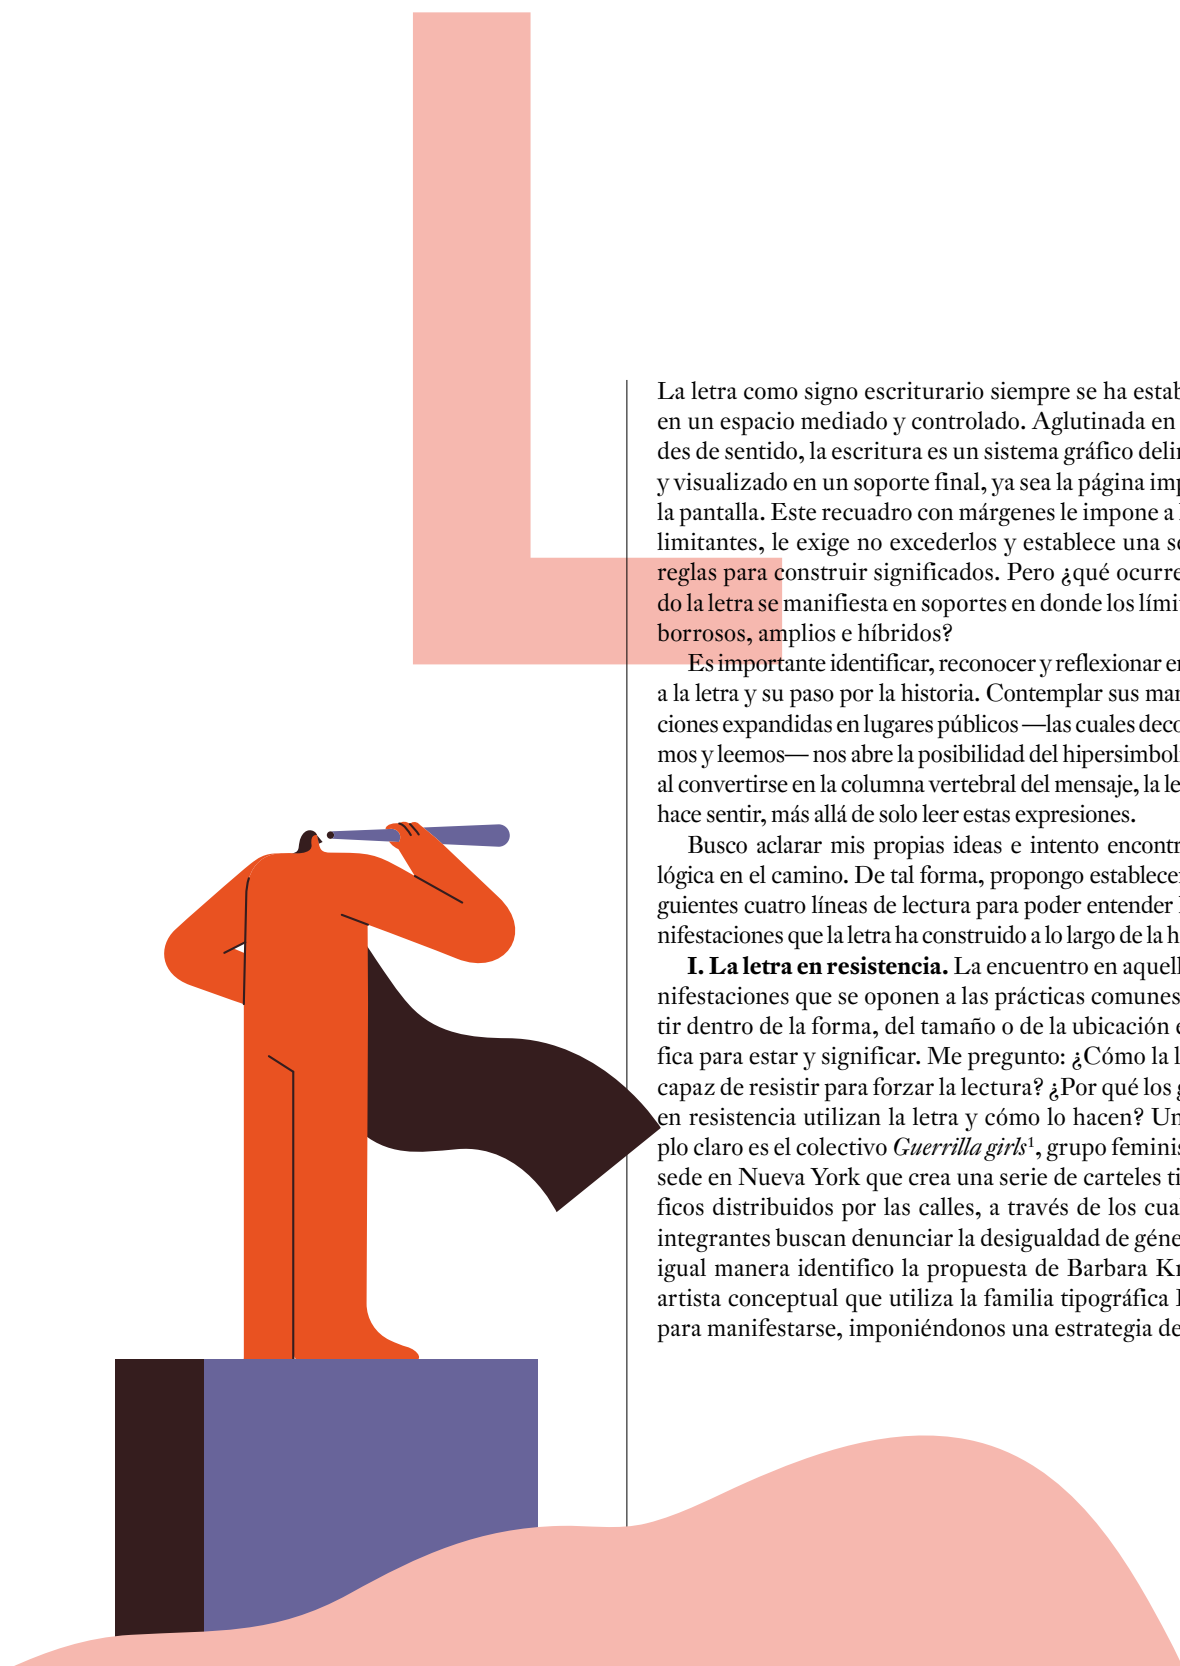 L
La letra como signo escriturario siempre se ha estab
en un espacio mediado y controlado. Aglutinada en
des de sentido, la escritura es un sistema gráfico deli
y visualizado en un soporte final, ya sea la página imp
la pantalla. Este recuadro con márgenes le impone a
limitantes, le exige no excederlos y establece una se
reglas para construir significados. Pero ¿qué ocurre
do la letra se manifiesta en soportes en donde los lími
borrosos, amplios e híbridos?
Es importante identificar, reconocer y reflexionar en
a la letra y su paso por la historia. Contemplar sus man
ciones expandidas en lugares públicos —las cuales deco
mos y leemos— nos abre la posibilidad del hipersimboli
al convertirse en la columna vertebral del mensaje, la le
hace sentir, más allá de solo leer estas expresiones.
Busco aclarar mis propias ideas e intento encontr
lógica en el camino. De tal forma, propongo establecer
guientes cuatro líneas de lectura para poder entender
nifestaciones que la letra ha construido a lo largo de la h
I. La letra en resistencia. La encuentro en aquell
nifestaciones que se oponen a las prácticas comunes
tir dentro de la forma, del tamaño o de la ubicación e
fica para estar y significar. Me pregunto: ¿Cómo la l
capaz de resistir para forzar la lectura? ¿Por qué los g
en resistencia utilizan la letra y cómo lo hacen? Un
plo claro es el colectivo Guerrilla girls¹, grupo feminis
sede en Nueva York que crea una serie de carteles ti
ficos distribuidos por las calles, a través de los cua
integrantes buscan denunciar la desigualdad de géne
igual manera identifico la propuesta de Barbara Kr
artista conceptual que utiliza la familia tipográfica
para manifestarse, imponiéndonos una estrategia de